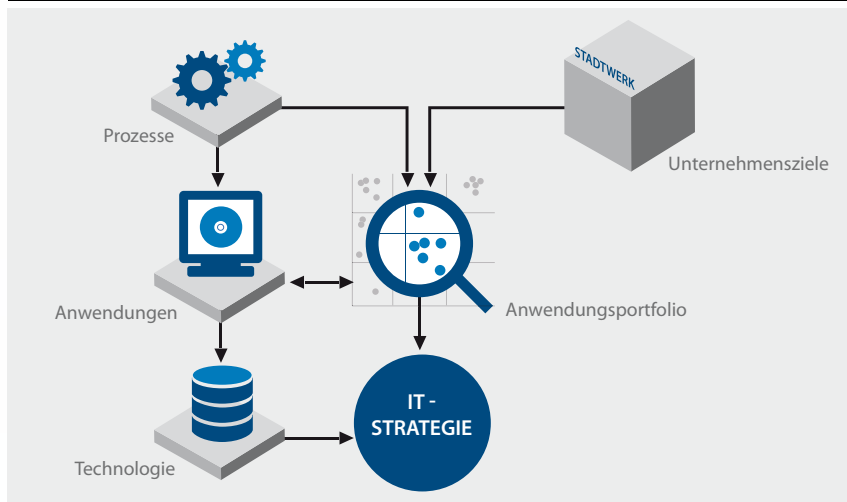 STADTWERK
Prozesse
Unternehmensziele
Anwendungen
Anwendungsportfolio
IT -
STRATEGIE
Technologie